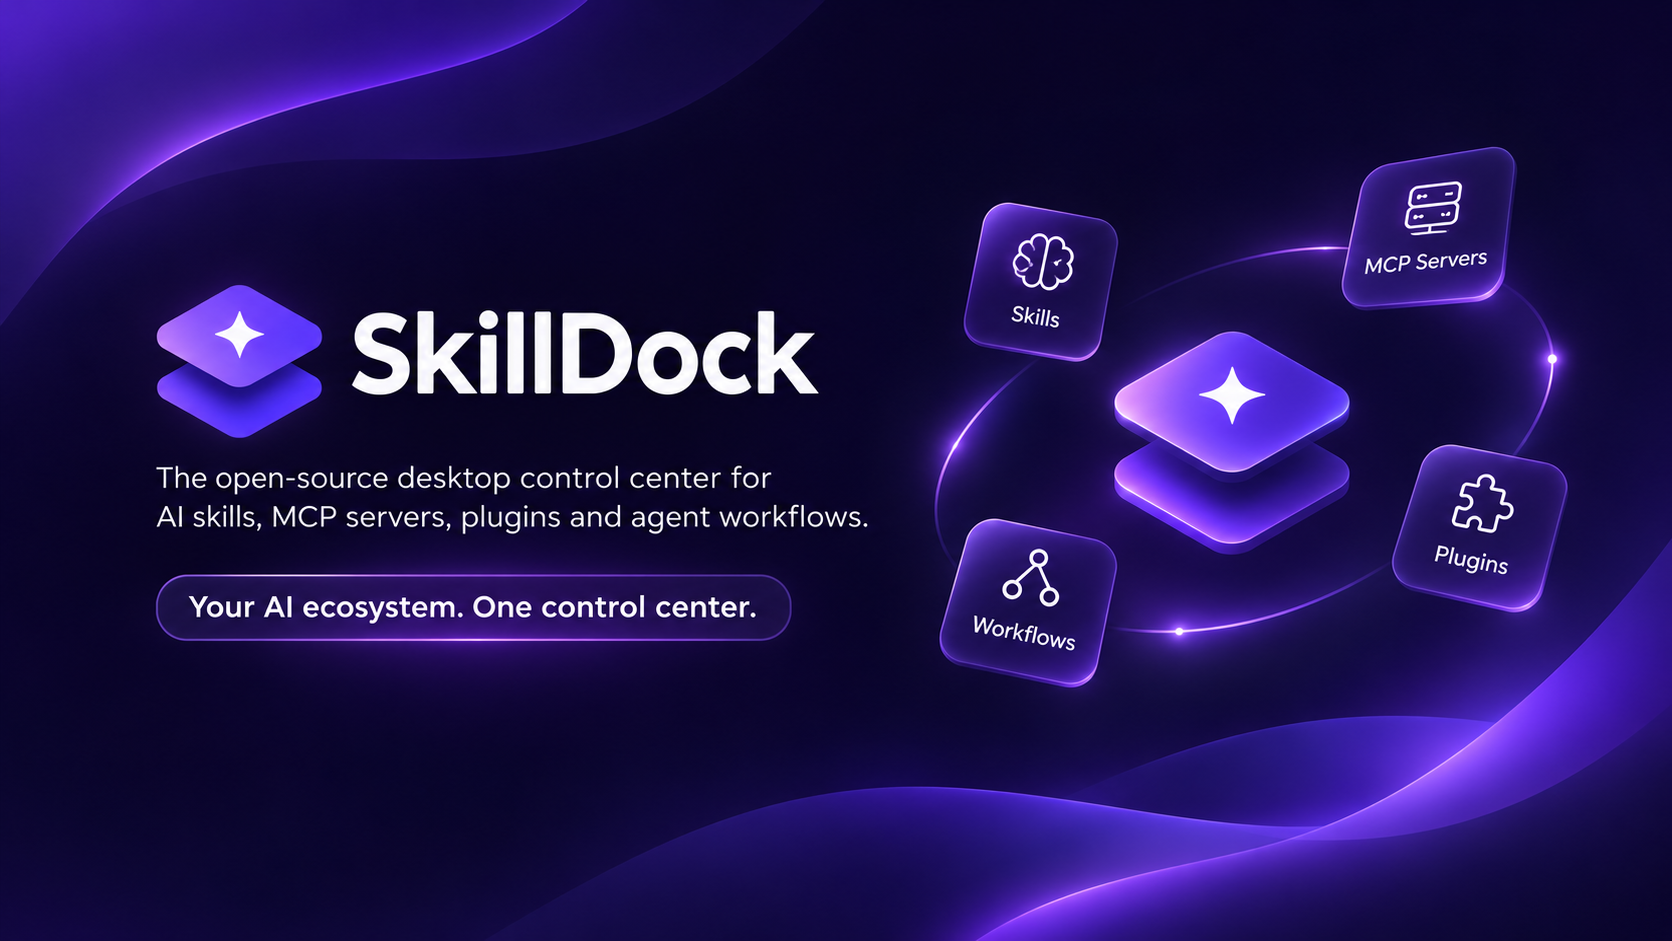 SkillDock
The open-source desktop control center for
AI skills, MCP servers, plugins and agent workflows.
Your AI ecosystem. One control center.
Skills
MCP Servers
Workflows
Plugins